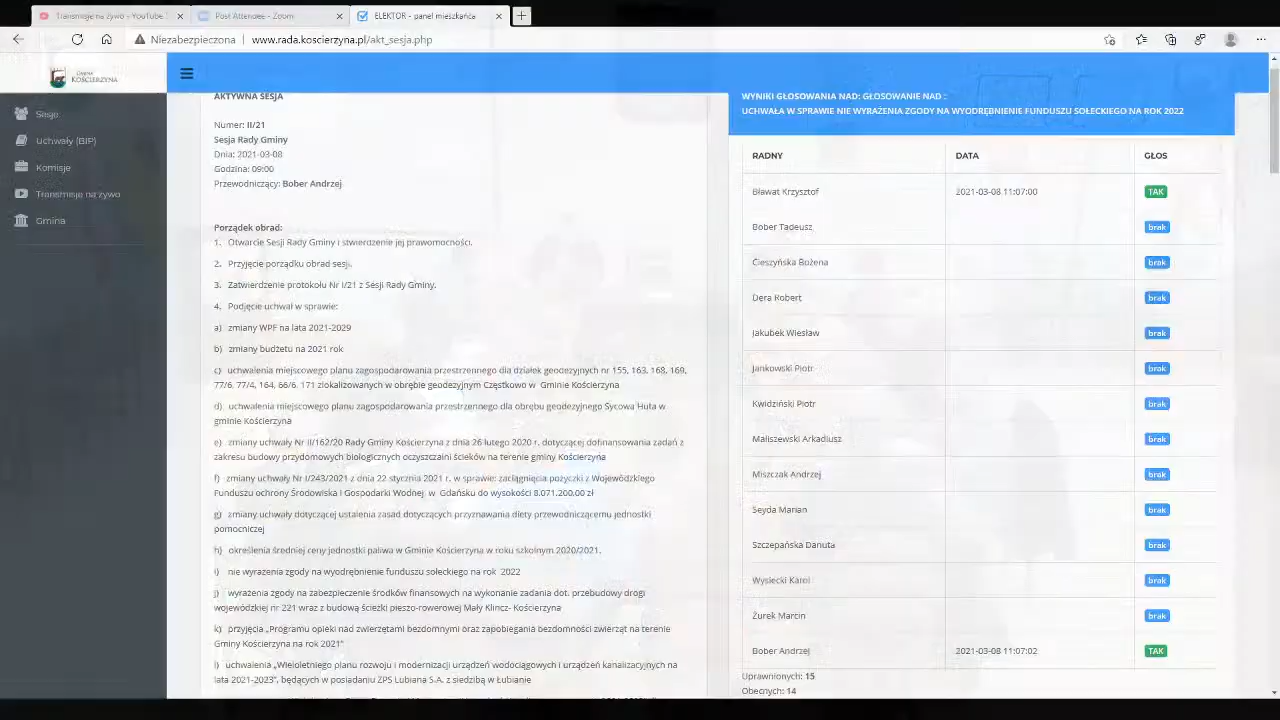 Transmisja na żywo - YouTube
Post Attendee - Zoom
ELEKTOR - panel mieszkańca
Niezabezpieczona
www.rada.koscierzyna.pl/akt_sesja.php
GMINA
KOŚCIERZYNA
Sesje
Uchwały (BIP)
Komisje
Transmisje na żywo
Gmina
AKTYWNA SESJA
Numer: II/21
Sesja Rady Gminy
Dnia: 2021-03-08
Godzina: 09:00
Przewodniczący: Bober Andrzej
Porządek obrad:
1. Otwarcie Sesji Rady Gminy i stwierdzenie jej prawomocności.
2. Przyjęcie porządku obrad sesji.
3. Zatwierdzenie protokołu Nr I/21 z Sesji Rady Gminy.
4. Podjęcie uchwał w sprawie:
a) zmiany WPF na lata 2021-2029
b) zmiany budżetu na 2021 rok
c) uchwalenia miejscowego planu zagospodarowania przestrzennego dla działek geodezyjnych nr 155, 163, 168, 169,
77/6, 77/4, 164, 66/6, 171 zlokalizowanych w obrębie geodezyjnym Częstkowo w Gminie Kościerzyna
d) uchwalenia miejscowego planu zagospodarowania przestrzennego dla obrębu geodezyjnego Sycowa Huta w
gminie Kościerzyna
e) zmiany uchwały Nr II/162/20 Rady Gminy Kościerzyna z dnia 26 lutego 2020 r. dotyczącej dofinansowania zadań z
zakresu budowy przydomowych biologicznych oczyszczalni ścieków na terenie gminy Kościerzyna
f) zmiany uchwały Nr I/243/2021 z dnia 22 stycznia 2021 r. w sprawie: zaciągnięcia pożyczki z Wojewódzkiego
Funduszu ochrony Środowiska i Gospodarki Wodnej w Gdańsku do wysokości 8.071.200,00 zł
g) zmiany uchwały dotyczącej ustalenia zasad dotyczących przyznawania diety przewodniczącemu jednostki
pomocniczej
h) określenia średniej ceny jednostki paliwa w Gminie Kościerzyna w roku szkolnym 2020/2021.
i) nie wyrażenia zgody na wyodrębnienie funduszu sołeckiego na rok 2022
j) wyrażenia zgody na zabezpieczenie środków finansowych na wykonanie zadania dot. przebudowy drogi
wojewódzkiej nr 221 wraz z budową ścieżki pieszo-rowerowej Mały Klincz- Kościerzyna
k) przyjęcia „Programu opieki nad zwierzętami bezdomnymi oraz zapobiegania bezdomności zwierząt na terenie
Gminy Kościerzyna na rok 2021"
l) uchwalenia „Wieloletniego planu rozwoju i modernizacji urządzeń wodociągowych i urządzeń kanalizacyjnych na
lata 2021-2023", będących w posiadaniu ZPS Lubiana S.A. z siedzibą w Łubianie
WYNIKI GŁOSOWANIA NAD: GŁOSOWANIE NAD :
UCHWAŁA W SPRAWIE NIE WYRAŻENIA ZGODY NA WYODRĘBNIENIE FUNDUSZU SOŁECKIEGO NA ROK 2022
RADNY DATA GŁOS
Bławat Krzysztof 2021-03-08 11:07:00 TAK
Bober Tadeusz brak
Cieszyńska Bożena brak
Dera Robert brak
Jakubek Wiesław brak
Jankowski Piotr brak
Kwidziński Piotr brak
Maliszewski Arkadiusz brak
Miszczak Andrzej brak
Seyda Marian brak
Szczepańska Danuta brak
Wysiecki Karol brak
Żurek Marcin brak
Bober Andrzej 2021-03-08 11:07:02 TAK
Uprawnionych: 15
Obecnych: 14